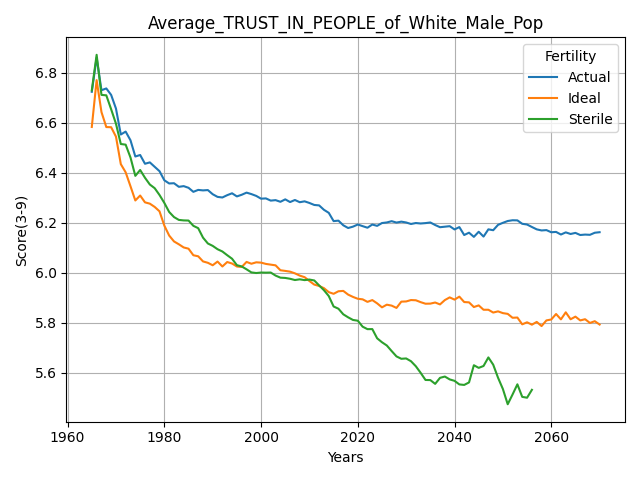 Average_TRUST_IN_PEOPLE_of_White_Male_Pop
Fertility
Actual
Ideal
Sterile
Score(3-9)
6.8
6.6
6.4
6.2
6.0
5.8
5.6
1960 1980 2000 2020 2040 2060
Years